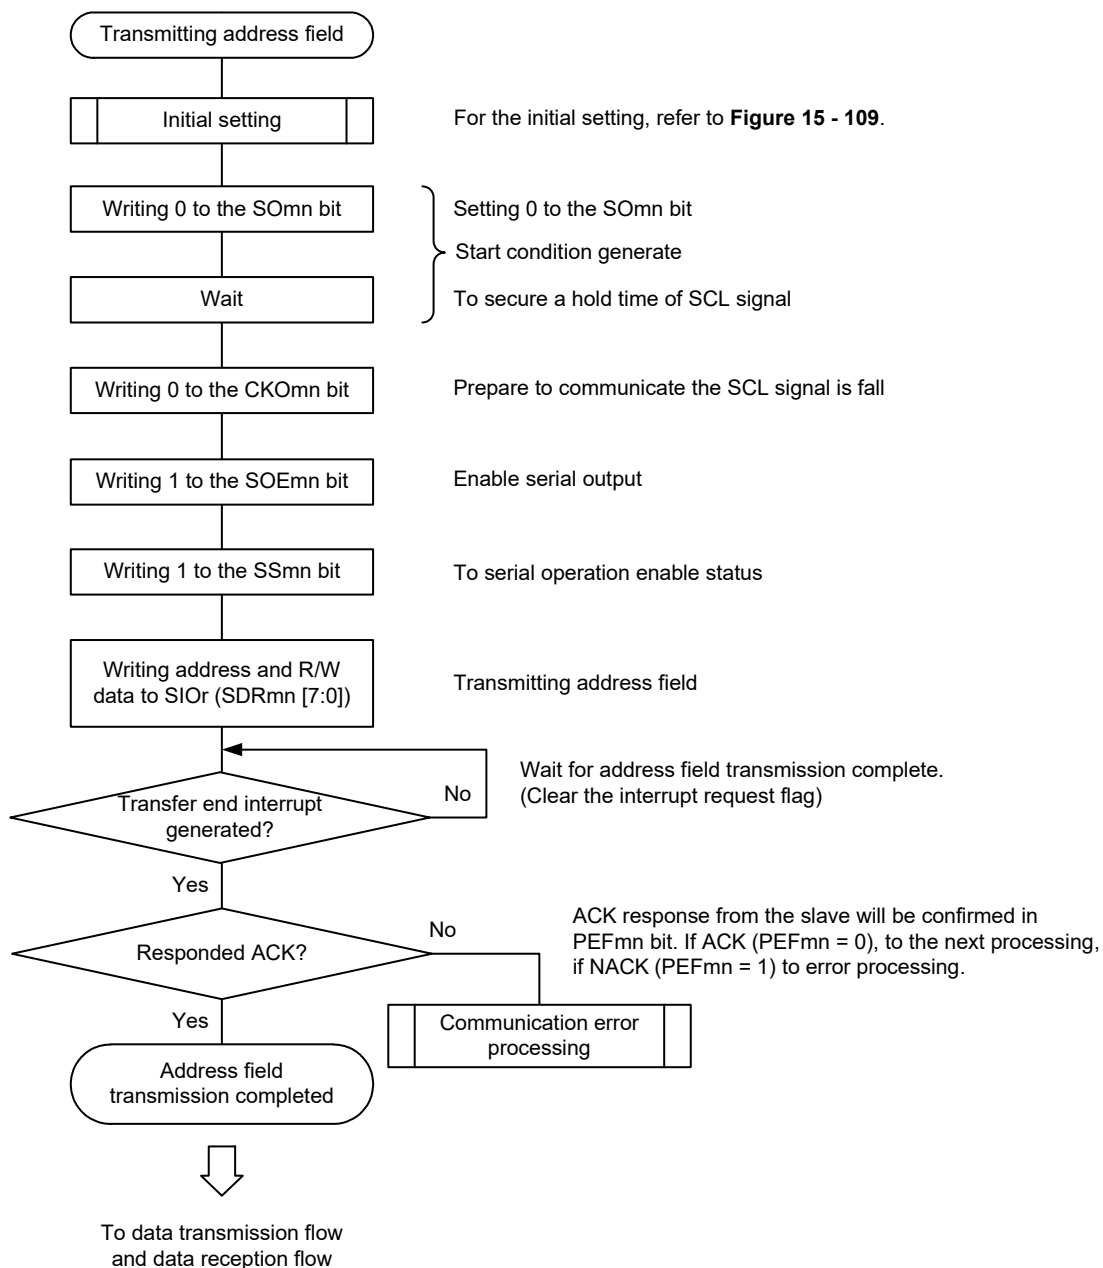 Transmitting address field
Initial setting
For the initial setting, refer to Figure 15 - 109.
Writing 0 to the SOmn bit
Setting 0 to the SOmn bit
Start condition generate
Wait
To secure a hold time of SCL signal
Writing 0 to the CKOmn bit
Prepare to communicate the SCL signal is fall
Writing 1 to the SOEmn bit
Enable serial output
Writing 1 to the SSmn bit
To serial operation enable status
Writing address and R/W
data to SIOr (SDRmn [7:0])
Transmitting address field
Transfer end interrupt
generated?
No
Wait for address field transmission complete.
(Clear the interrupt request flag)
Yes
Responded ACK?
No
ACK response from the slave will be confirmed in
PEFmn bit. If ACK (PEFmn = 0), to the next processing,
if NACK (PEFmn = 1) to error processing.
Communication error
processing
Yes
Address field
transmission completed
To data transmission flow
and data reception flow